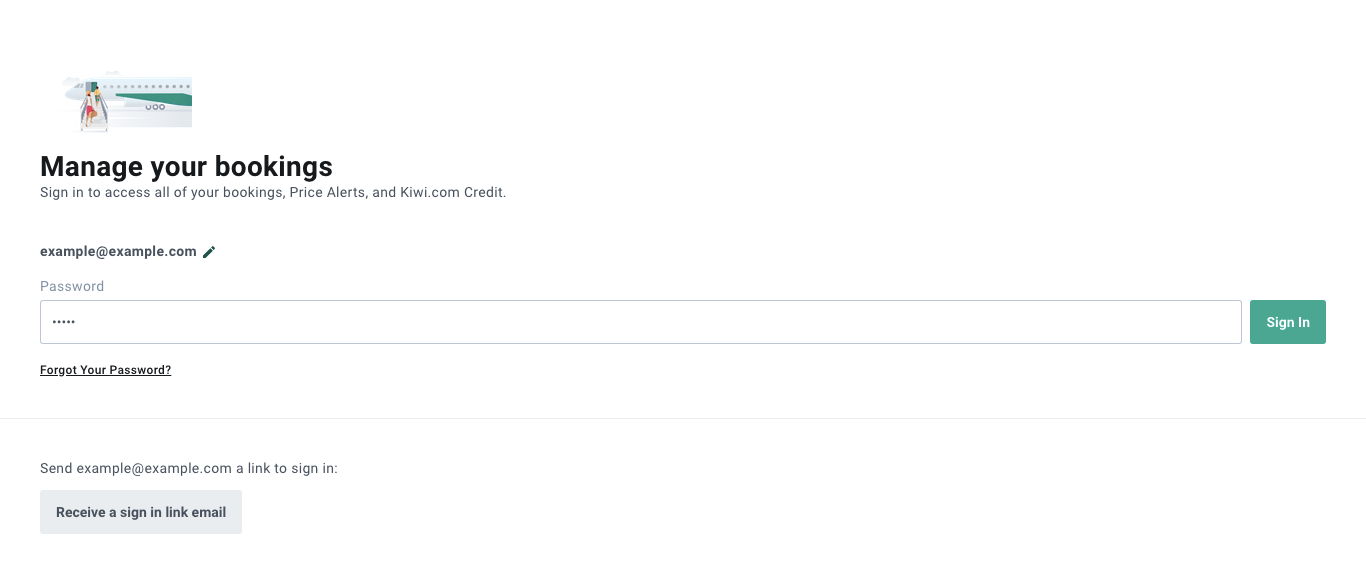 Manage your bookings
Sign in to access all of your bookings, Price Alerts, and Kiwi.com Credit.
example@example.com
Password
•••••
Sign In
Forgot Your Password?
Send example@example.com a link to sign in:
Receive a sign in link email